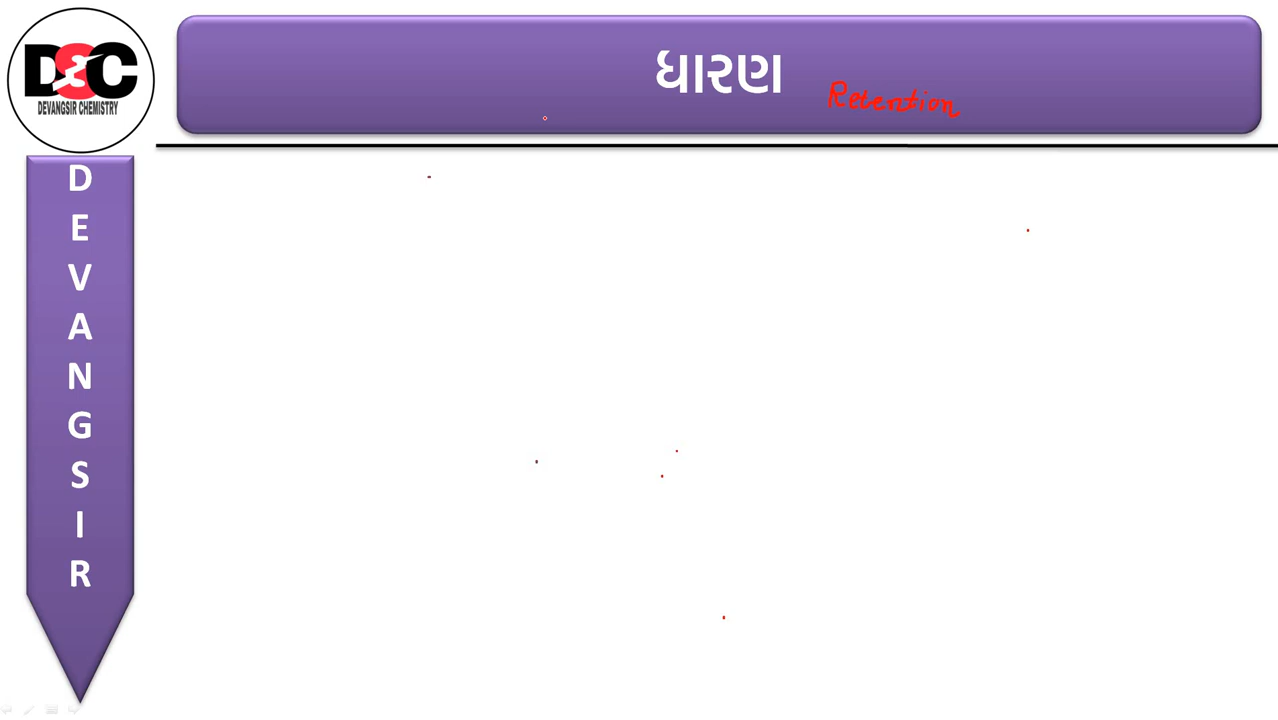 DSC
DEVANGSIR CHEMISTRY
ધારણ
Retention
D
E
V
A
N
G
S
I
R